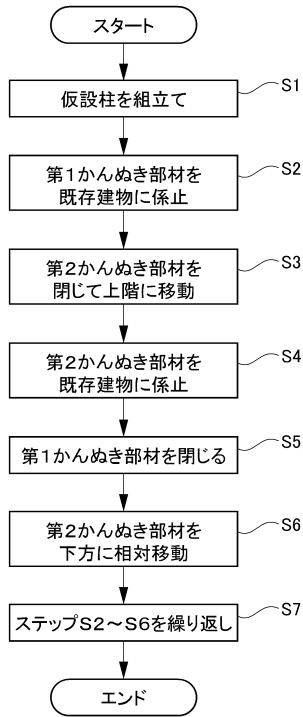 スタート
仮設柱を組立て
S1
第1かんぬき部材を
既存建物に係止
S2
第2かんぬき部材を
閉じて上階に移動
S3
第2かんぬき部材を
既存建物に係止
S4
第1かんぬき部材を閉じる
S5
第2かんぬき部材を
下方に相対移動
S6
ステップS2～S6を繰り返し
S7
エンド